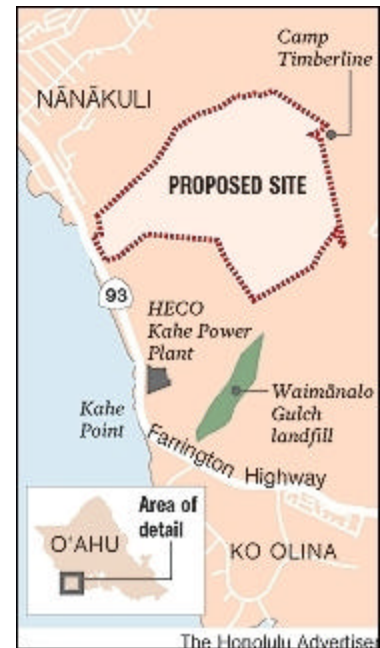 Camp
Timberline
NĀNĀKULI
PROPOSED SITE
93
HECO
Kahe Power
Plant
Kahe
Point
Waimānalo
Gulch
landfill
Farrington Highway
Area of
detail
O‘AHU
KO OLINA
The Honolulu Advertiser